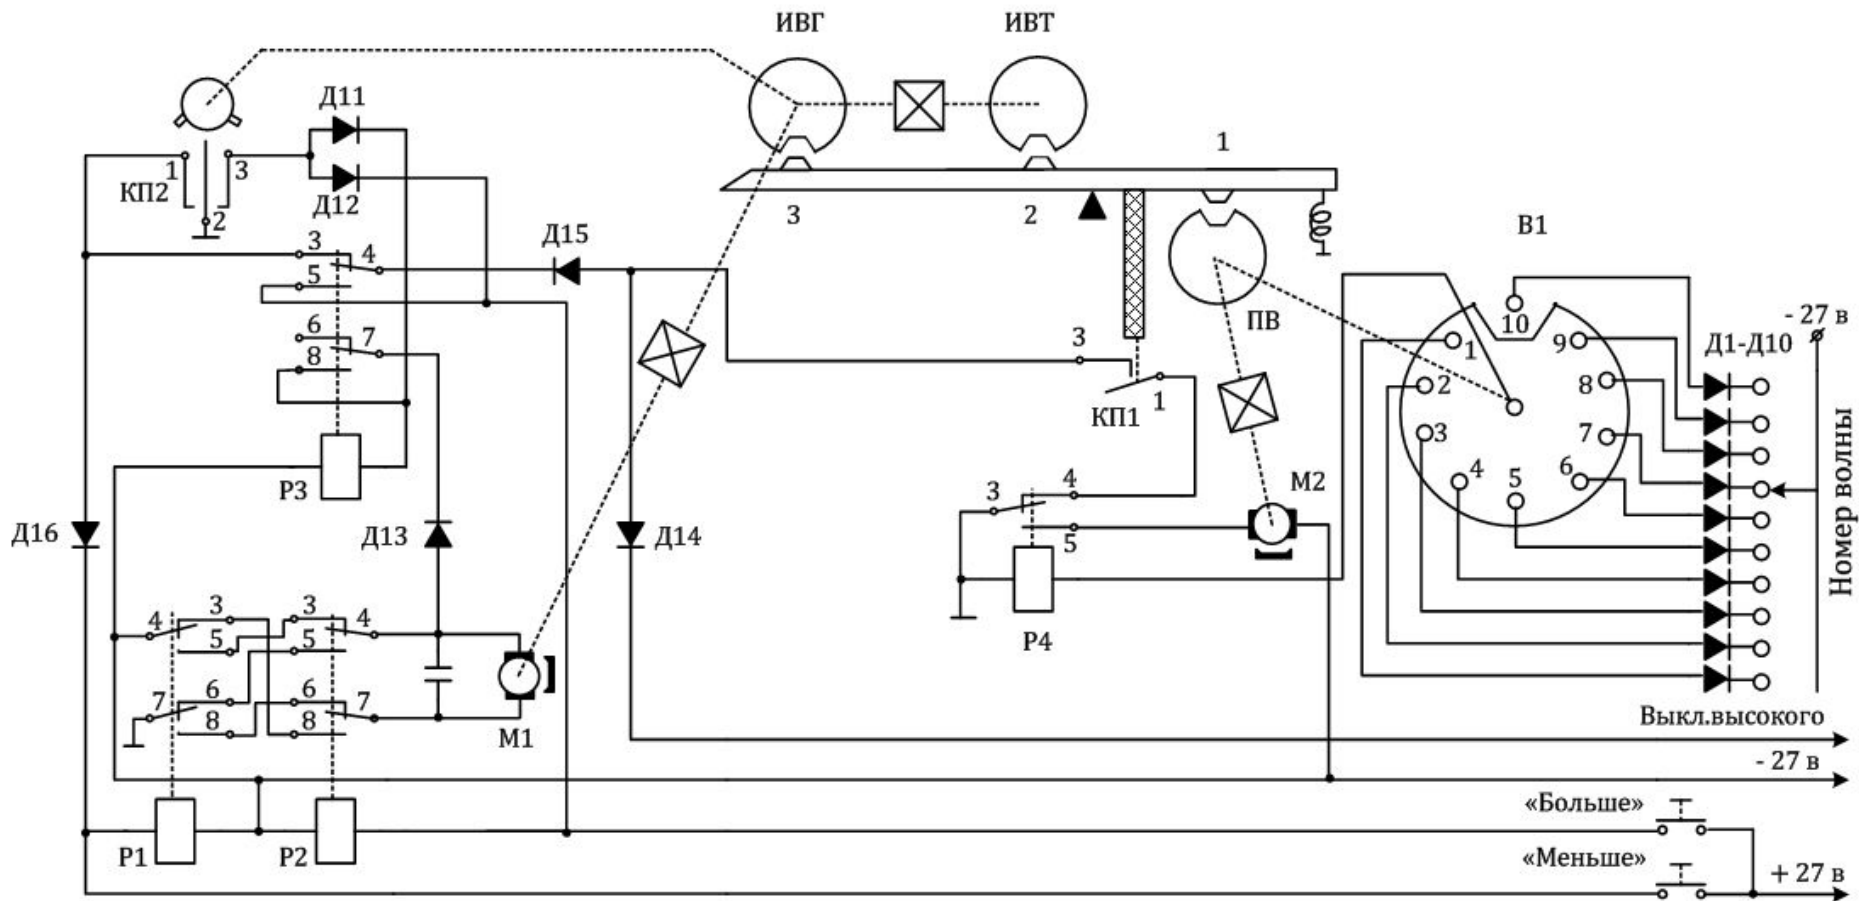 ИВГ ИВТ
Д11
1 3
КП2
Д12
2
3 4
5
Д15
6 7
8
Р3
1
3 2
В1
ПВ
- 27 в
Д1-Д10
10
1 9
2 8
3 7
4 5 6
3
КП1 1
М2
3 4
5
Р4
Номер волны
Д16 Д13 Д14
4 3 3 4
5 5
7 6 6 7
8 8
М1
Выкл.высокого
- 27 в
«Больше»
Р1 Р2
«Меньше»
+ 27 в